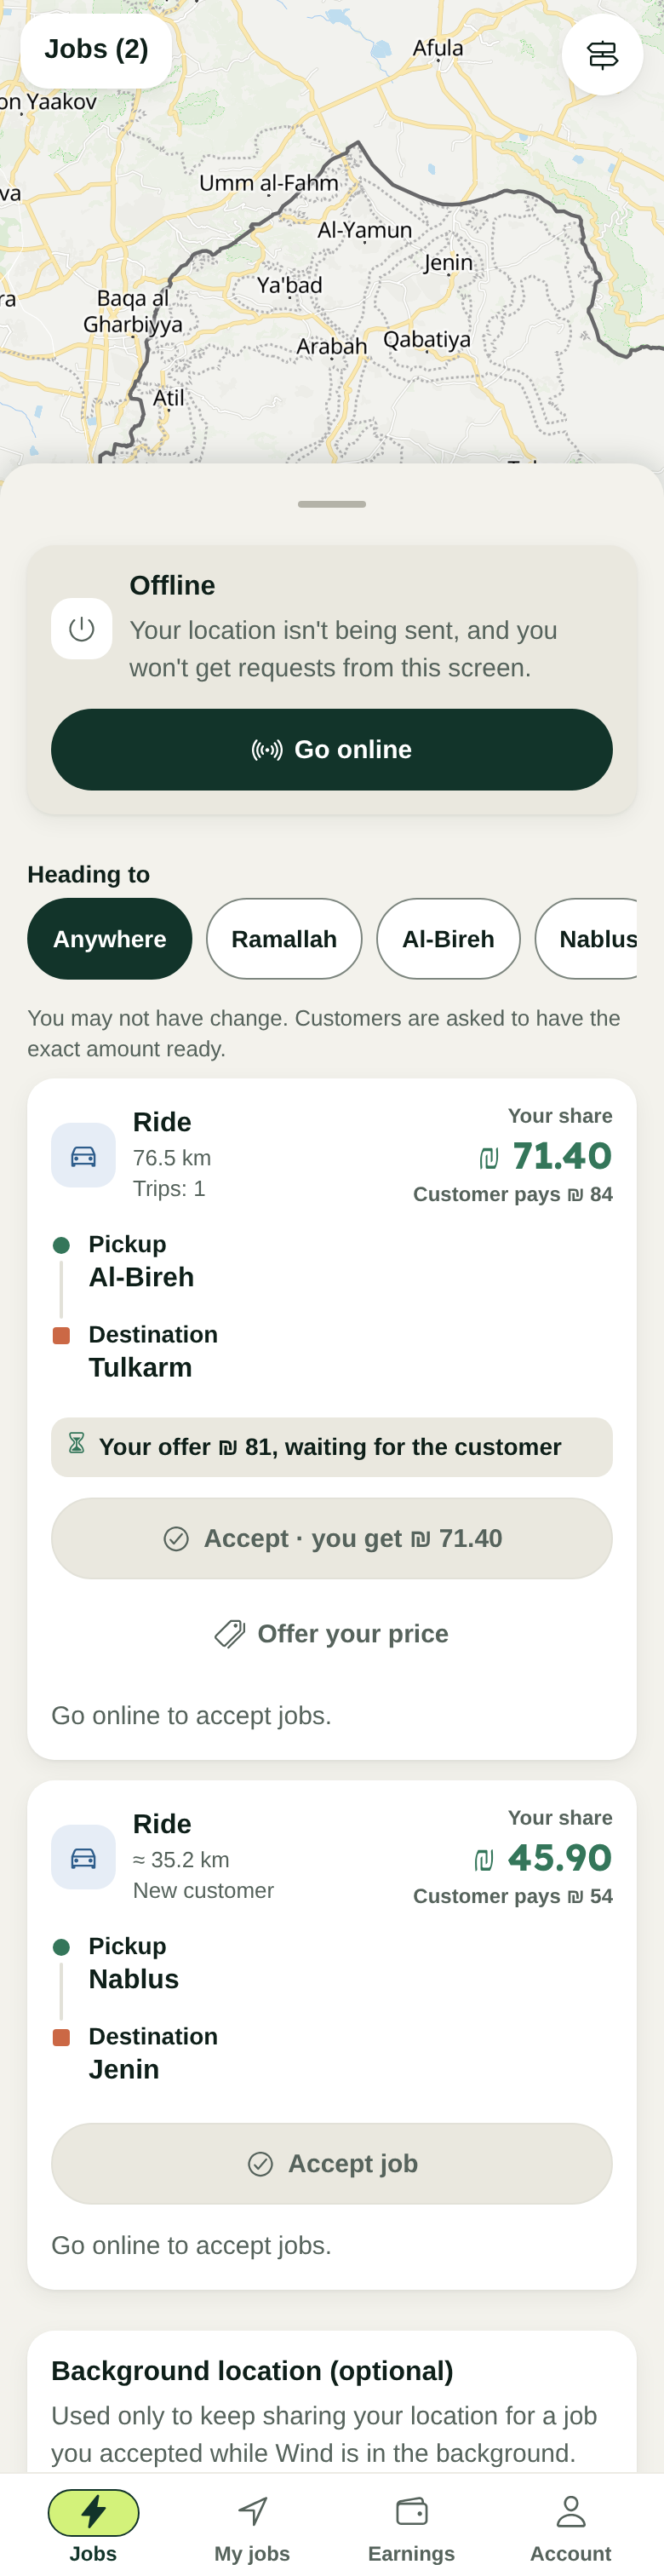 Jobs (2)
Afula
on Yaakov
va
Umm al-Fahm
Al-Yamun
Jenin
Ya'bad
ra
Baqa al
Gharbiyya
Arabah
Qabatiya
Atil
Offline
Your location isn't being sent, and you
won't get requests from this screen.
Go online
Heading to
Anywhere
Ramallah
Al-Bireh
Nablus
You may not have change. Customers are asked to have the
exact amount ready.
Ride
76.5 km
Trips: 1
Your share
₪ 71.40
Customer pays ₪ 84
Pickup
Al-Bireh
Destination
Tulkarm
Your offer ₪ 81, waiting for the customer
Accept · you get ₪ 71.40
Offer your price
Go online to accept jobs.
Ride
≈ 35.2 km
New customer
Your share
₪ 45.90
Customer pays ₪ 54
Pickup
Nablus
Destination
Jenin
Accept job
Go online to accept jobs.
Background location (optional)
Used only to keep sharing your location for a job
you accepted while Wind is in the background.
Jobs
My jobs
Earnings
Account